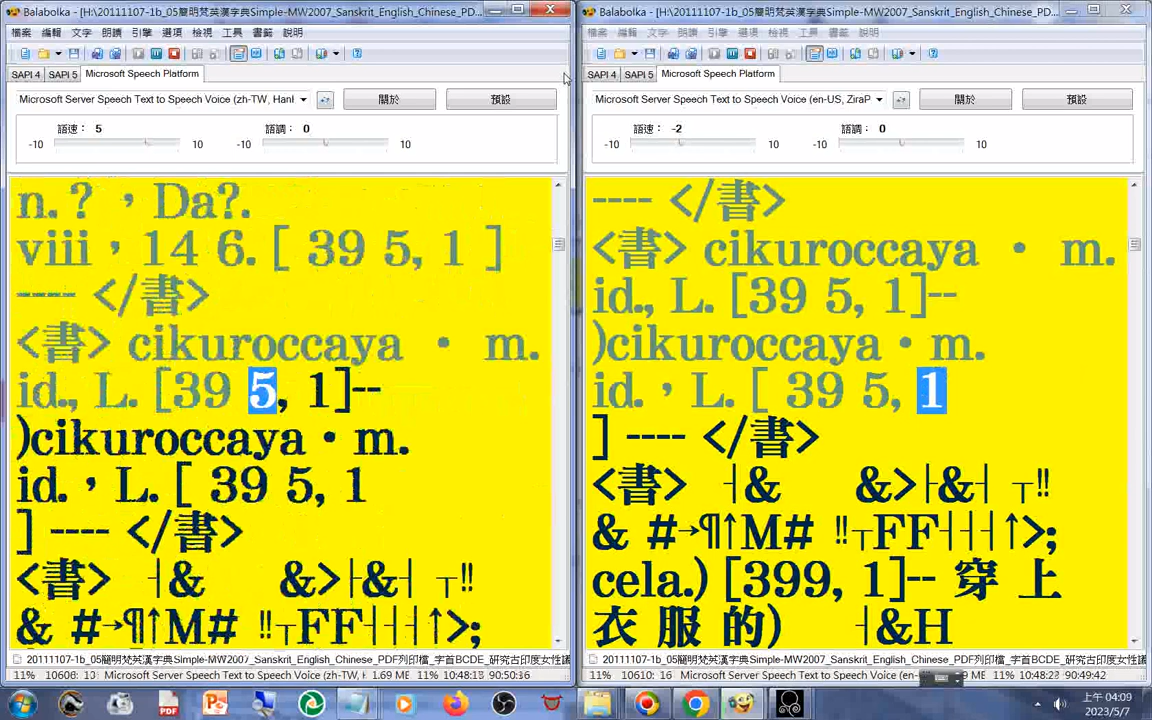 Balabolka - [H:\20111107-1b_05簡明梵英漢字典Simple-MW2007_Sanskrit_English_Chinese_PD...
檔案 編輯 文字 朗讀 引擎 選項 檢視 工具 書籤 說明
SAPI 4 SAPI 5 Microsoft Speech Platform
Microsoft Server Speech Text to Speech Voice (zh-TW, HanI
關於
預設
語速： 5
語調： 0
-10 10 -10 10
n. ? ，Da?.
viii，14 6. [ 39 5, 1 ]
---- </書>
<書> cikuroccaya • m.
id., L. [39 5, 1]--
)cikuroccaya • m.
id.，L. [ 39 5, 1
] ---- </書>
<書> ┤& &>├&┤ ┬‼
& #→¶↑M# ‼┬FF┤┤┤↑>;
20111107-1b_05簡明梵英漢字典Simple-MW2007_Sanskrit_English_Chinese_PDF列印檔_字首BCDE_研究古印度女性議
11% 10608: 13 Microsoft Server Speech Text to Speech Voice (zh-TW, H 1.69 MB 11% 10:48:13 90:50:36
Balabolka - [H:\20111107-1b_05簡明梵英漢字典Simple-MW2007_Sanskrit_English_Chinese_PD...
檔案 編輯 文字 朗讀 引擎 選項 檢視 工具 書籤 說明
SAPI 4 SAPI 5 Microsoft Speech Platform
Microsoft Server Speech Text to Speech Voice (en-US, ZiraP
關於
預設
語速： -2
語調： 0
-10 10 -10 10
---- </書>
<書> cikuroccaya • m.
id., L. [39 5, 1]--
)cikuroccaya • m.
id.，L. [ 39 5, 1
] ---- </書>
<書> ┤& &>├&┤ ┬‼
& #→¶↑M# ‼┬FF┤┤┤↑>;
cela.) [399, 1]-- 穿 上
衣 服 的) ┤&H
20111107-1b_05簡明梵英漢字典Simple-MW2007_Sanskrit_English_Chinese_PDF列印檔_字首BCDE_研究古印度女性議
11% 10610: 16 Microsoft Server Speech Text to Speech Voice 11% 10:48:23 90:49:42
PDF
上午 04:09
2023/5/7